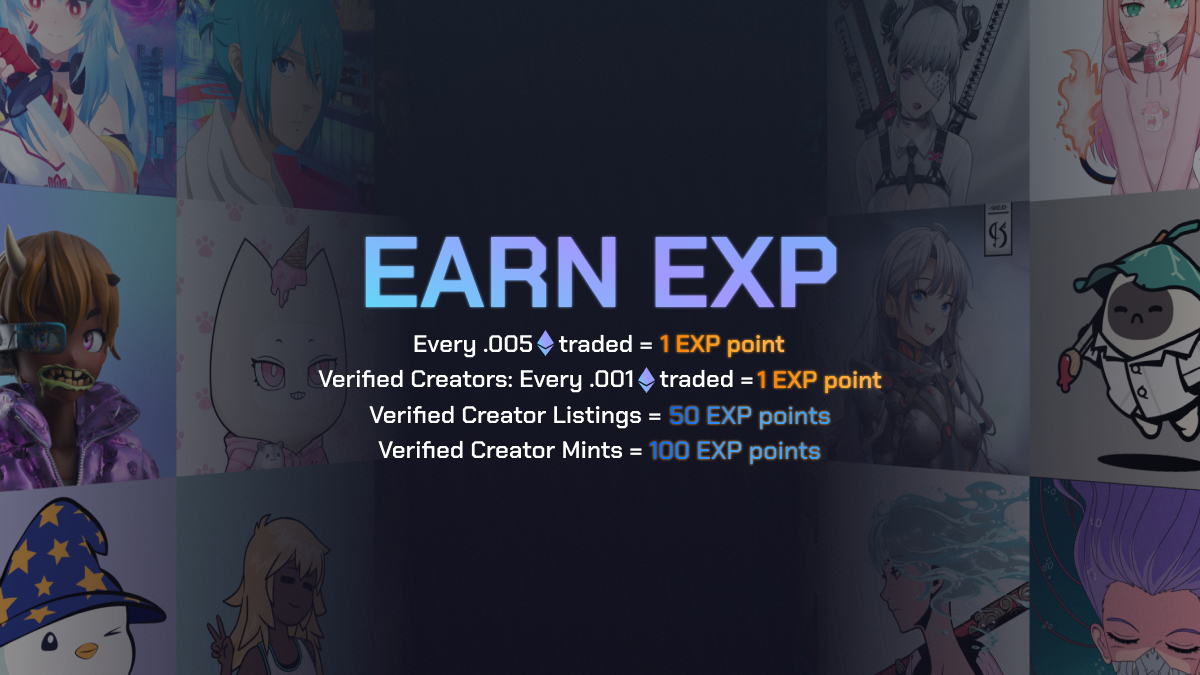 EARN EXP
Every .005 traded = 1 EXP point
Verified Creators: Every .001 traded = 1 EXP point
Verified Creator Listings = 50 EXP points
Verified Creator Mints = 100 EXP points